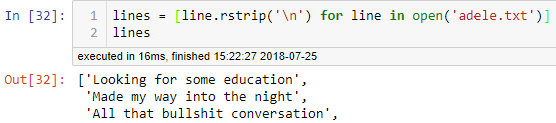 In [32]:
1 lines = [line.rstrip('\n') for line in open('adele.txt')]
2 lines
executed in 16ms, finished 15:22:27 2018-07-25
Out[32]: ['Looking for some education',
'Made my way into the night',
'All that bullshit conversation',